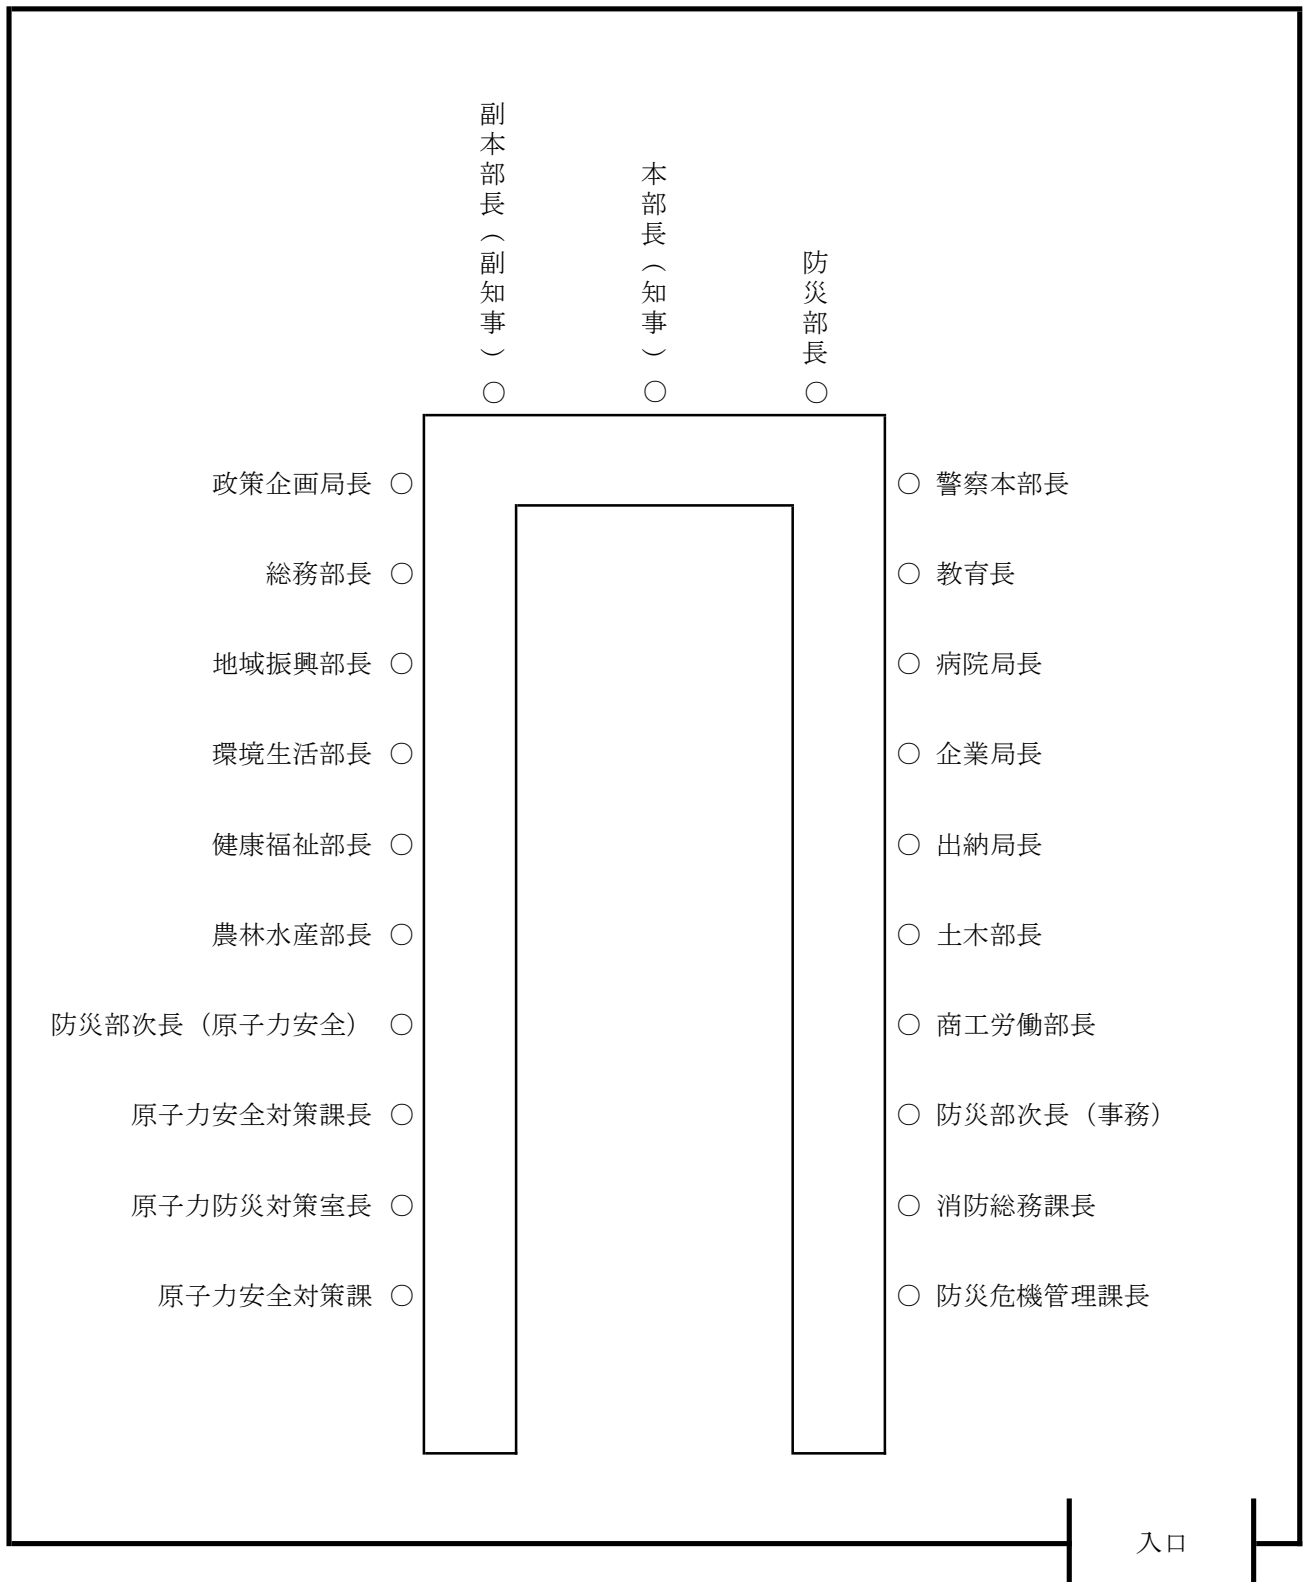 副本部長（副知事）○
本部長（知事）○
防災部長○
政策企画局長 ○
○ 警察本部長
総務部長 ○
○ 教育長
地域振興部長 ○
○ 病院局長
環境生活部長 ○
○ 企業局長
健康福祉部長 ○
○ 出納局長
農林水産部長 ○
○ 土木部長
防災部次長（原子力安全） ○
○ 商工労働部長
原子力安全対策課長 ○
○ 防災部次長（事務）
原子力防災対策室長 ○
○ 消防総務課長
原子力安全対策課 ○
○ 防災危機管理課長
入口